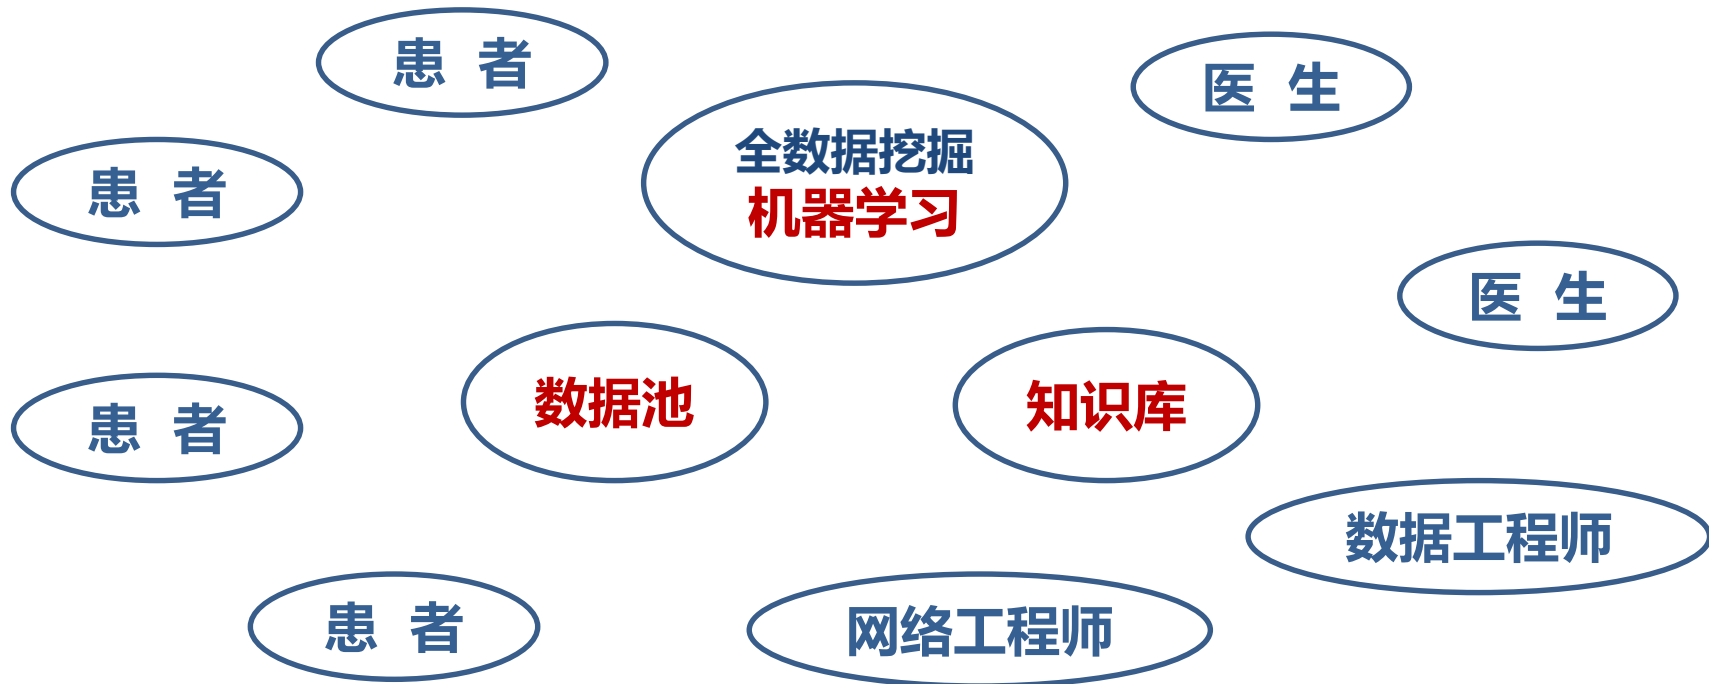 患 者
医 生
全数据挖掘
机器学习
患 者
医 生
数据池
知识库
患 者
数据工程师
患 者
网络工程师